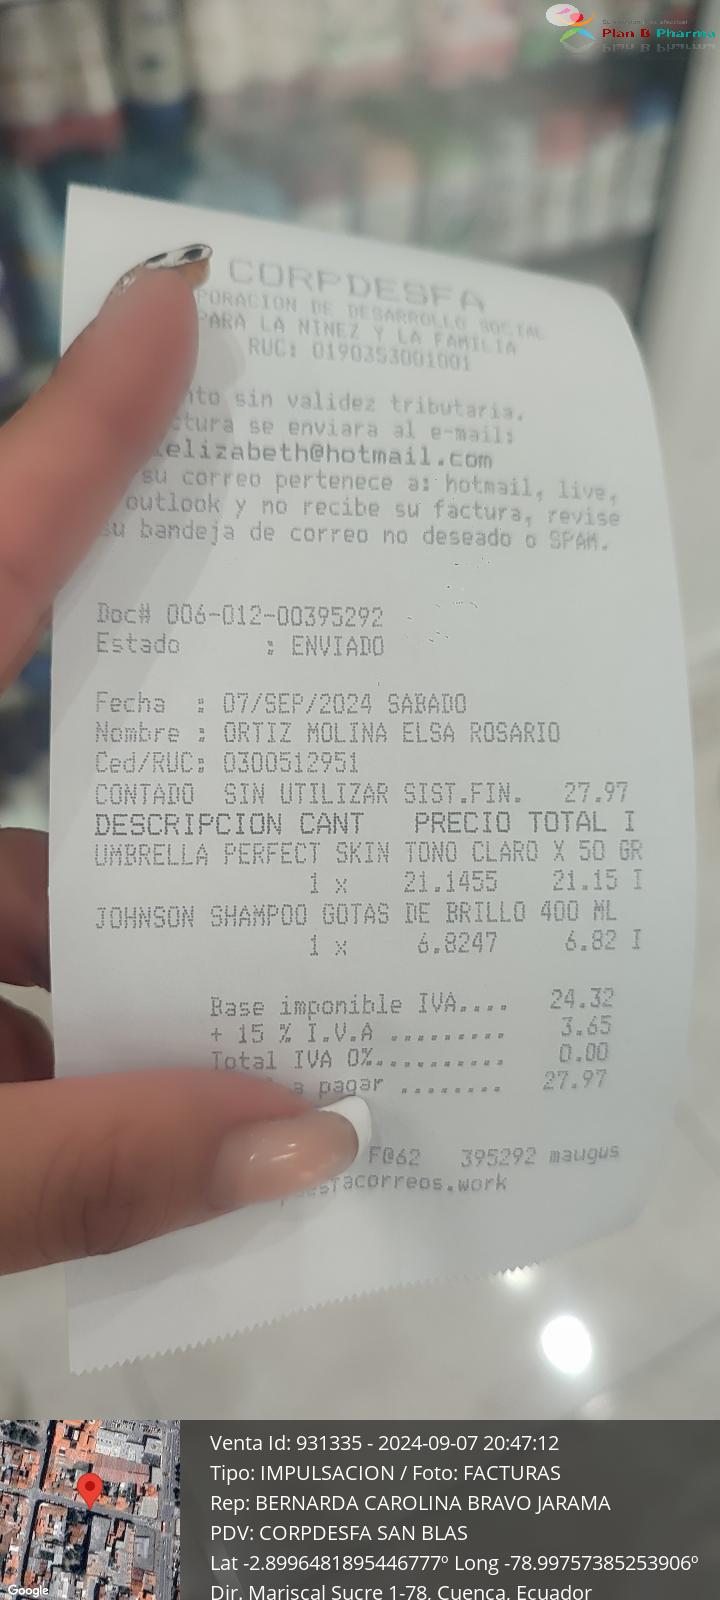 Plan B Pharma
CORPDESFA
PORACION DE DESARROLLO SOCIAL
PARA LA NINEZ Y LA FAMILIA
RUC: 0190353001001
nto sin validez tributaria.
ctura se enviara al e-mail:
elizabeth@hotmail.com
su correo pertenece a: hotmail, live,
outlook y no recibe su factura, revise
su bandeja de correo no deseado o SPAM.
Doc# 006-012-00395292
Estado : ENVIADO
Fecha : 07/SEP/2024 SABADO
Nombre : ORTIZ MOLINA ELSA ROSARIO
Ced/RUC: 0300512951
CONTADO SIN UTILIZAR SIST.FIN. 27.97
DESCRIPCION CANT PRECIO TOTAL I
UMBRELLA PERFECT SKIN TONO CLARO X 50 GR
1 x 21.1455 21.15 I
JOHNSON SHAMPOO GOTAS DE BRILLO 400 ML
1 x 6.8247 6.82 I
Base imponible IVA.... 24.32
+ 15 % I.V.A ......... 3.65
Total IVA 0%.......... 0.00
a pagar ........ 27.97
F@62 395292 maugus
esfacorreos.work
Google
Venta Id: 931335 - 2024-09-07 20:47:12
Tipo: IMPULSACION / Foto: FACTURAS
Rep: BERNARDA CAROLINA BRAVO JARAMA
PDV: CORPDESFA SAN BLAS
Lat -2.8996481895446777º Long -78.99757385253906º
Dir. Mariscal Sucre 1-78, Cuenca, Ecuador